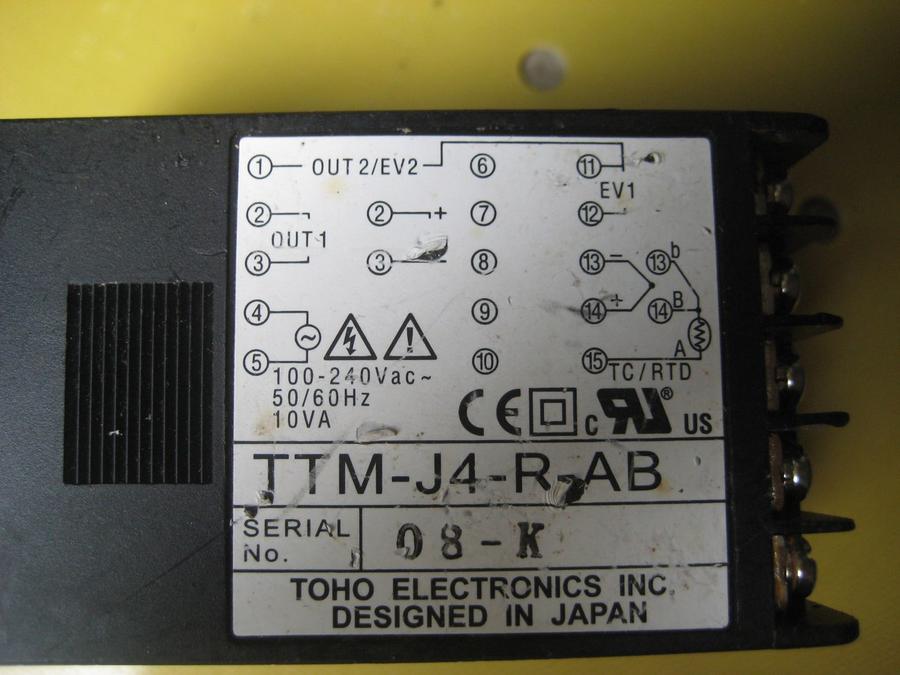 ① OUT2/EV2 ⑥ ⑪
EV1
② ② + ⑦ ⑫
OUT1
③ ③ ⑧ ⑬ - ⑬ b
④ ~ ⑨ ⑭ + ⑭ B
A
⑤ ⑩ ⑮ TC/RTD
100-240Vac~
50/60Hz
10VA
CE c RU ® US
TTM-J4-R-AB
SERIAL
No. 08-K
TOHO ELECTRONICS INC.
DESIGNED IN JAPAN